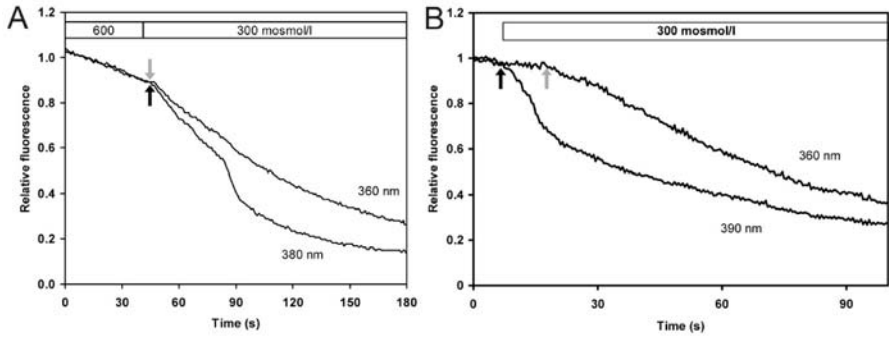 A
1.2
1.0
0.8
0.6
0.4
0.2
0.0
Relative fluorescence
600
300 mosmol/l
360 nm
380 nm
0 30 60 90 120 150 180
Time (s)
B
1.2
1
0.8
0.6
0.4
0.2
0
Relative fluorescence
300 mosmol/l
360 nm
390 nm
0 30 60 90
Time (s)